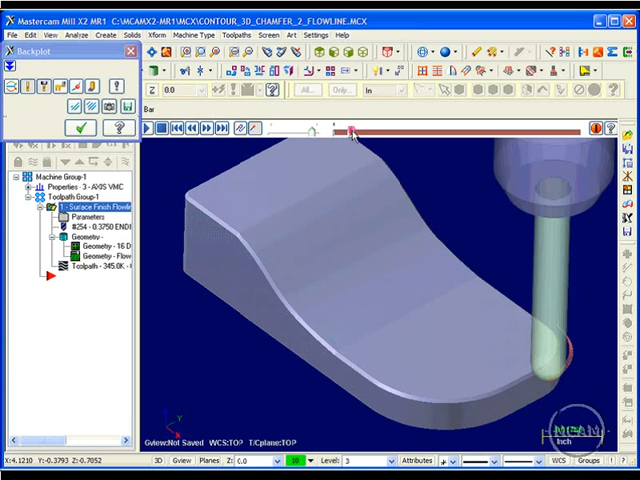 Mastercam Mill X2 MR1 C:\MCAMX2-MR1\MCX\CONTOUR_3D_CHAMFER_2_FLOWLINE.MCX
File Edit View Analyze Create Solids Xform Machine Type Toolpaths Screen Art Settings Help
Backplot
Z 0.0 All... Only... In
Bar
Machine Group-1
Properties - 3 - AXIS VMC
Toolpath Group-1
1 - Surace Finish Flowlin
Parameters
#254 - 0.3750 ENDI
Geometry -
Geometry - 16 D
Geometry - Flow
Toolpath - 345.0K - C
Y
X
Gview:Not Saved WCS:TOP T/Cplane:TOP
Inch
X:4.1210 Y:-0.3793 Z:-0.7052 3D Gview Planes Z: 0.0 10 Level: 3 Attributes WCS Groups